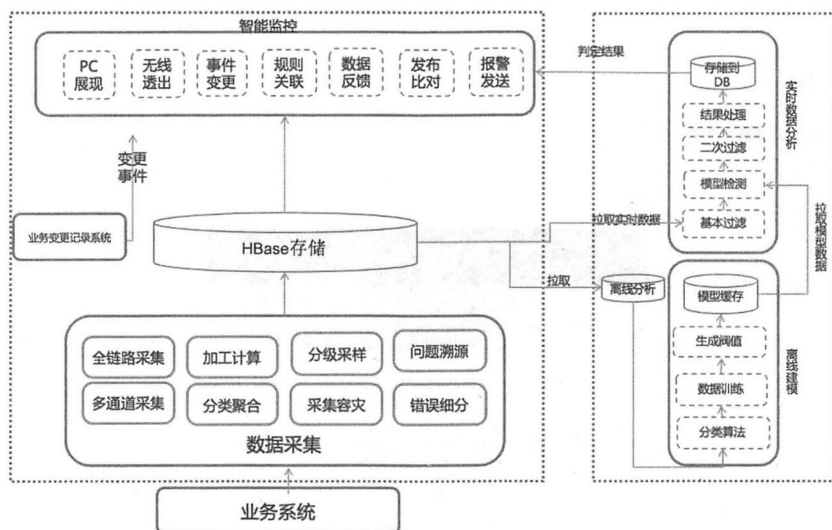 智能监控
PC
展现
无线
透出
事件
变更
规则
关联
数据
反馈
发布
比对
报警
发送
变更
事件
业务变更记录系统
HBase存储
全链路采集
加工计算
分级采样
问题溯源
多通道采集
分类聚合
采集容灾
错误细分
数据采集
业务系统
判定结果
拉取实时数据
拉取
离线分析
存储到
DB
结果处理
二次过滤
模型检测
基本过滤
实时数据分析
拉取模型数据
模型缓存
生成阀值
数据训练
分类算法
离线建模